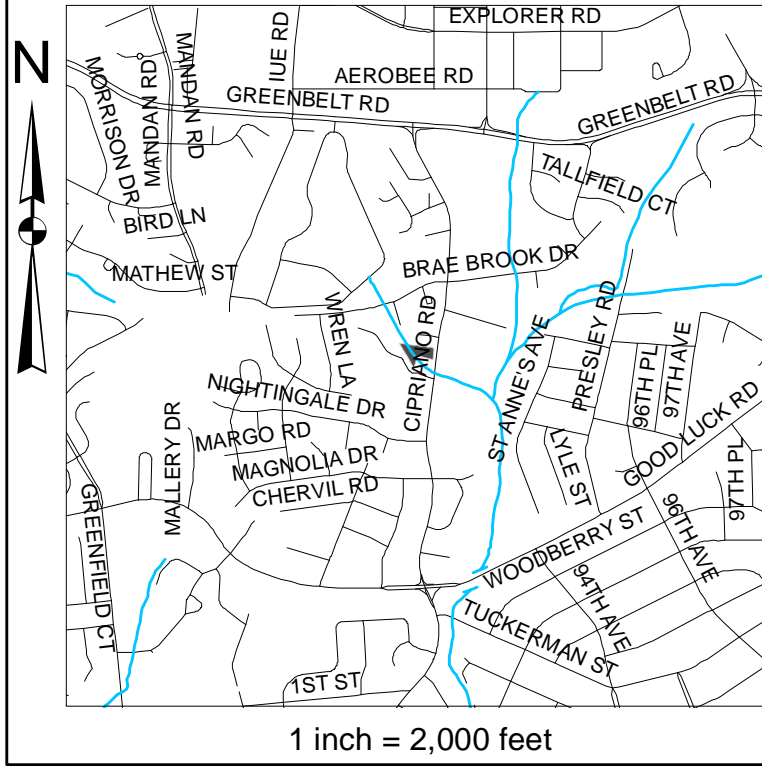 EXPLORER RD
N
IUE RD
MANDAN RD
MANDAN RD
MORRISON DR
AEROBEE RD
GREENBELT RD
GREENBELT RD
TALLFIELD CT
BIRD LN
MATHEW ST
BRAE BROOK DR
WREN LA
CIPRIANO RD
ST ANNE'S AVE
PRESLEY RD
96TH PL
97TH AVE
NIGHTINGALE DR
MARGO RD
MAGNOLIA DR
CHERVIL RD
MALLERY DR
LYLE ST
GOOD LUCK RD
97TH PL
96TH AVE
GREENFIELD CT
WOODBERRY ST
94TH AVE
TUCKERMAN ST
1ST ST
1 inch = 2,000 feet